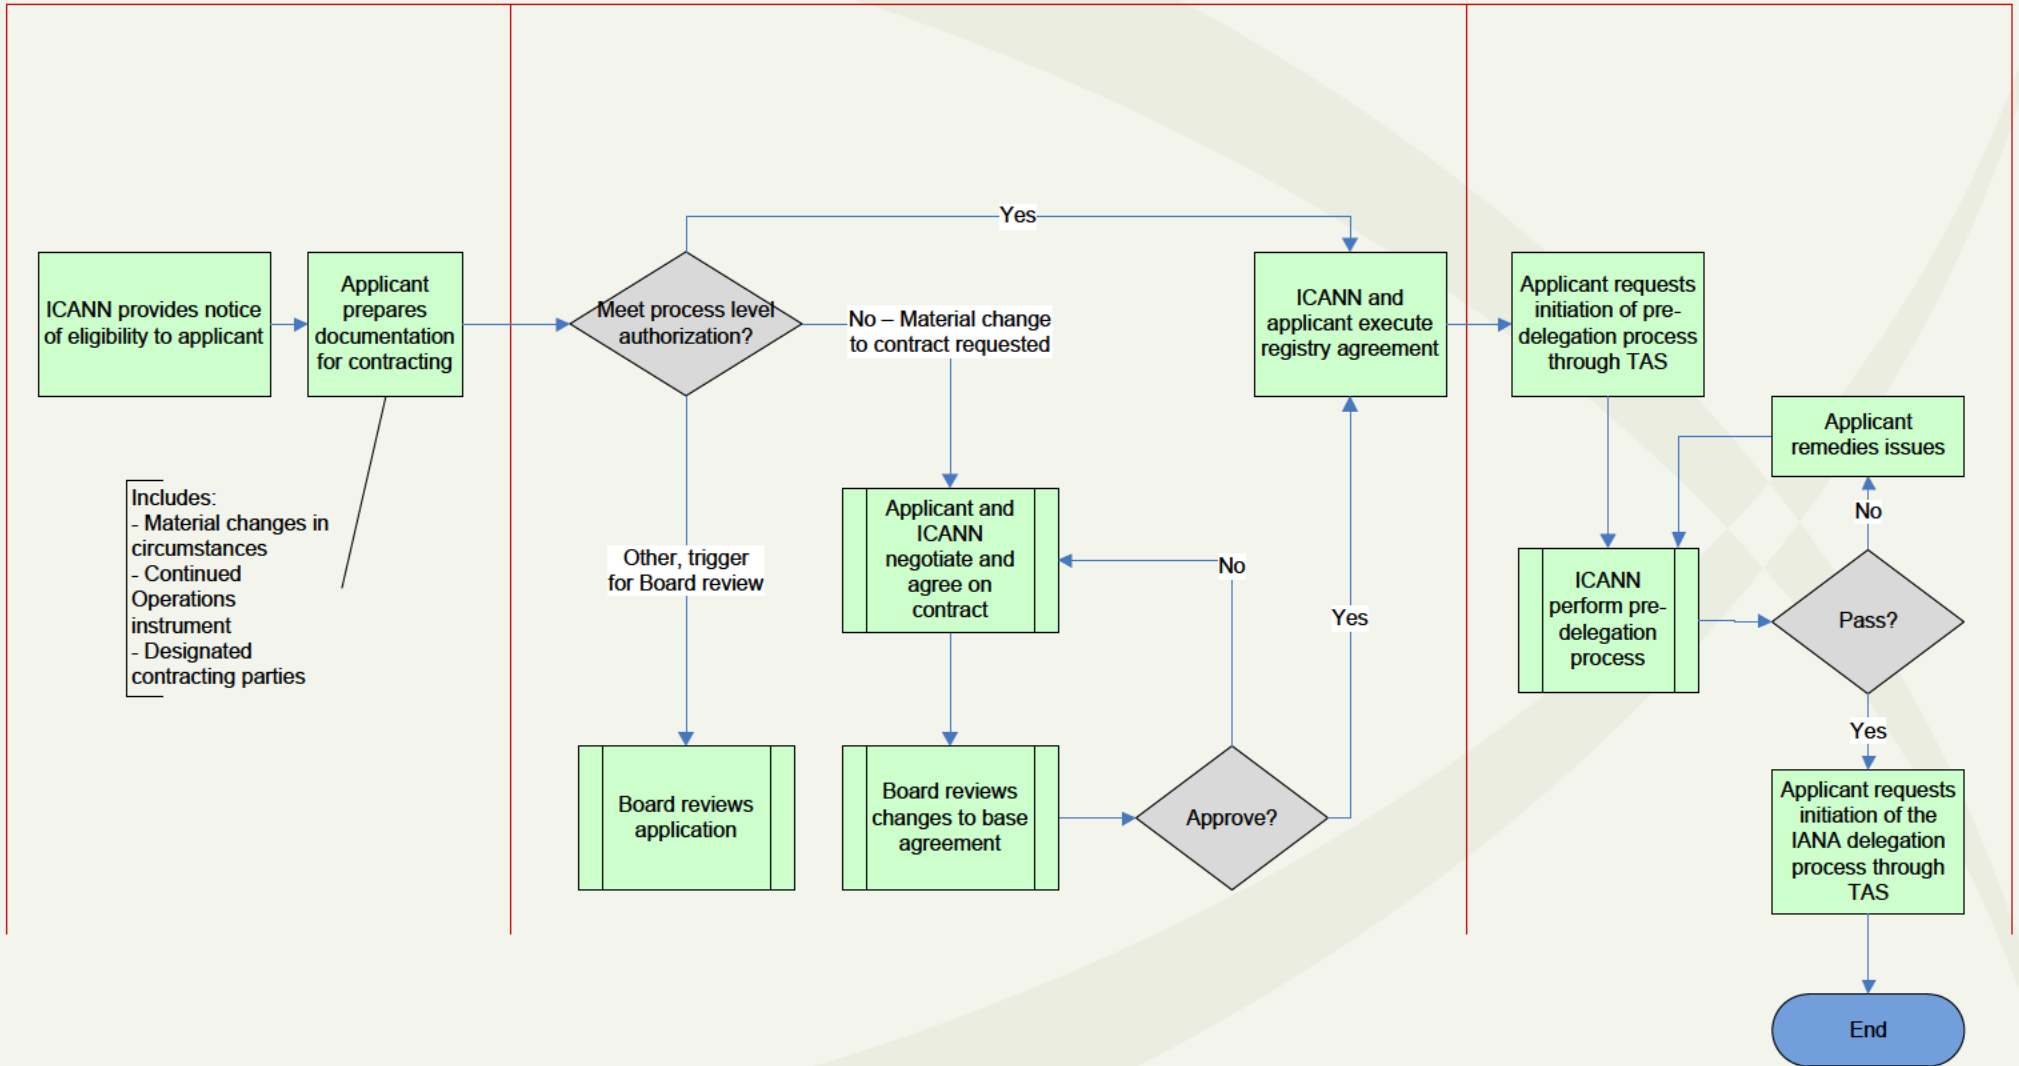 ICANN provides notice
of eligibility to applicant
Applicant
prepares
documentation
for contracting
Includes:
- Material changes in
circumstances
- Continued
Operations
instrument
- Designated
contracting parties
Meet process level
authorization?
Yes
No – Material change
to contract requested
Other, trigger
for Board review
Board reviews
application
Applicant and
ICANN
negotiate and
agree on
contract
Board reviews
changes to base
agreement
Approve?
No
Yes
ICANN and
applicant execute
registry agreement
Applicant requests
initiation of pre-
delegation process
through TAS
ICANN
perform pre-
delegation
process
Pass?
No
Applicant
remedies issues
Yes
Applicant requests
initiation of the
IANA delegation
process through
TAS
End